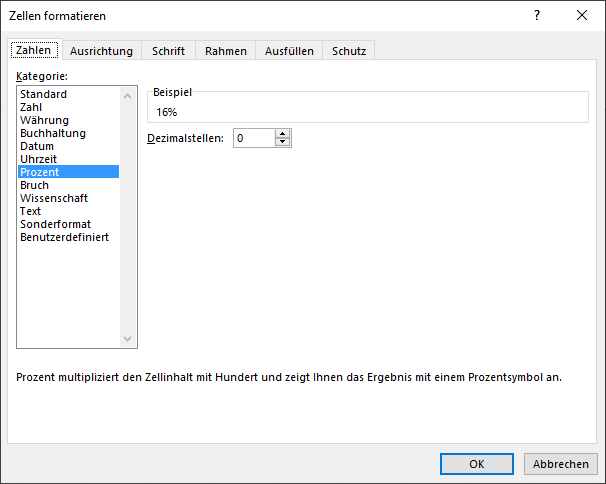 Zellen formatieren
?
Zahlen Ausrichtung Schrift Rahmen Ausfüllen Schutz
Kategorie:
Standard
Zahl
Währung
Buchhaltung
Datum
Uhrzeit
Prozent
Bruch
Wissenschaft
Text
Sonderformat
Benutzerdefiniert
Beispiel
16%
Dezimalstellen: 0
Prozent multipliziert den Zellinhalt mit Hundert und zeigt Ihnen das Ergebnis mit einem Prozentsymbol an.
OK Abbrechen